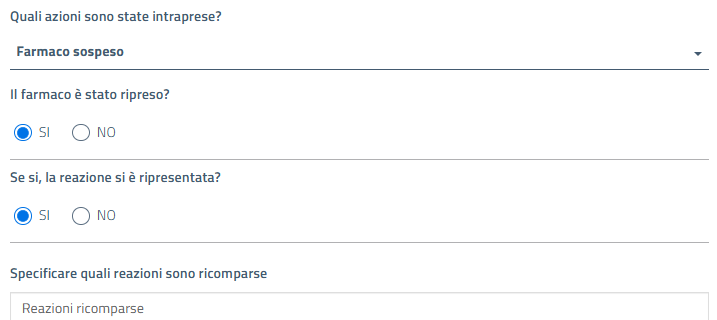 Quali azioni sono state intraprese?
Farmaco sospeso
Il farmaco è stato ripreso?
SI NO
Se si, la reazione si è ripresentata?
SI NO
Specificare quali reazioni sono ricomparse
Reazioni ricomparse